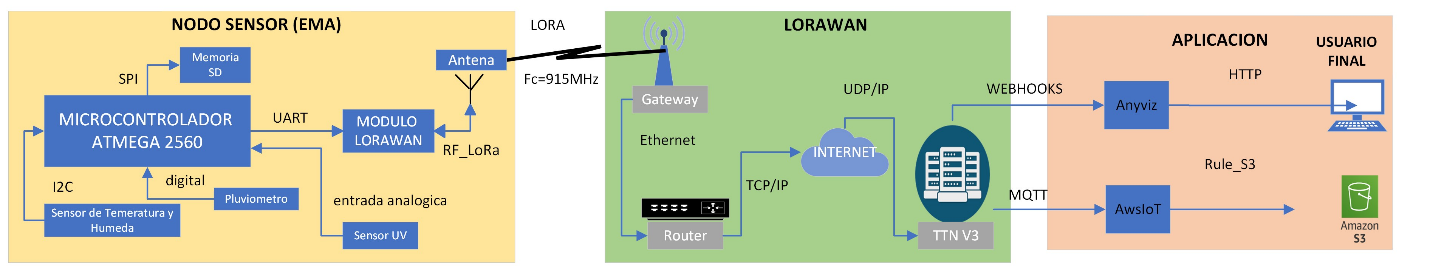 NODO SENSOR (EMA)
Memoria
SD
SPI
MICROCONTROLADOR
ATMEGA 2560
UART
MODULO
LORAWAN
Antena
RF_LoRa
I2C
digital
Pluviometro
entrada analogica
Sensor de Temeratura y
Humeda
Sensor UV
LORA
Fc=915MHz
LORAWAN
Gateway
Ethernet
Router
TCP/IP
INTERNET
UDP/IP
TTN V3
WEBHOOKS
MQTT
APLICACION
USUARIO
FINAL
Anyviz
HTTP
AwsIoT
Rule_S3
Amazon
S3